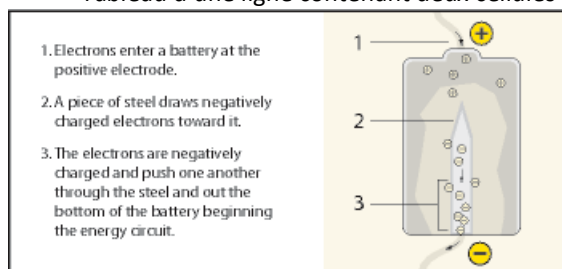 Tableau d'une ligne contenant deux cellules
1. Electrons enter a battery at the
positive electrode.
2. A piece of steel draws negatively
charged electrons toward it.
3. The electrons are negatively
charged and push one another
through the steel and out the
bottom of the battery beginning
the energy circuit.
1
+
2
3
−